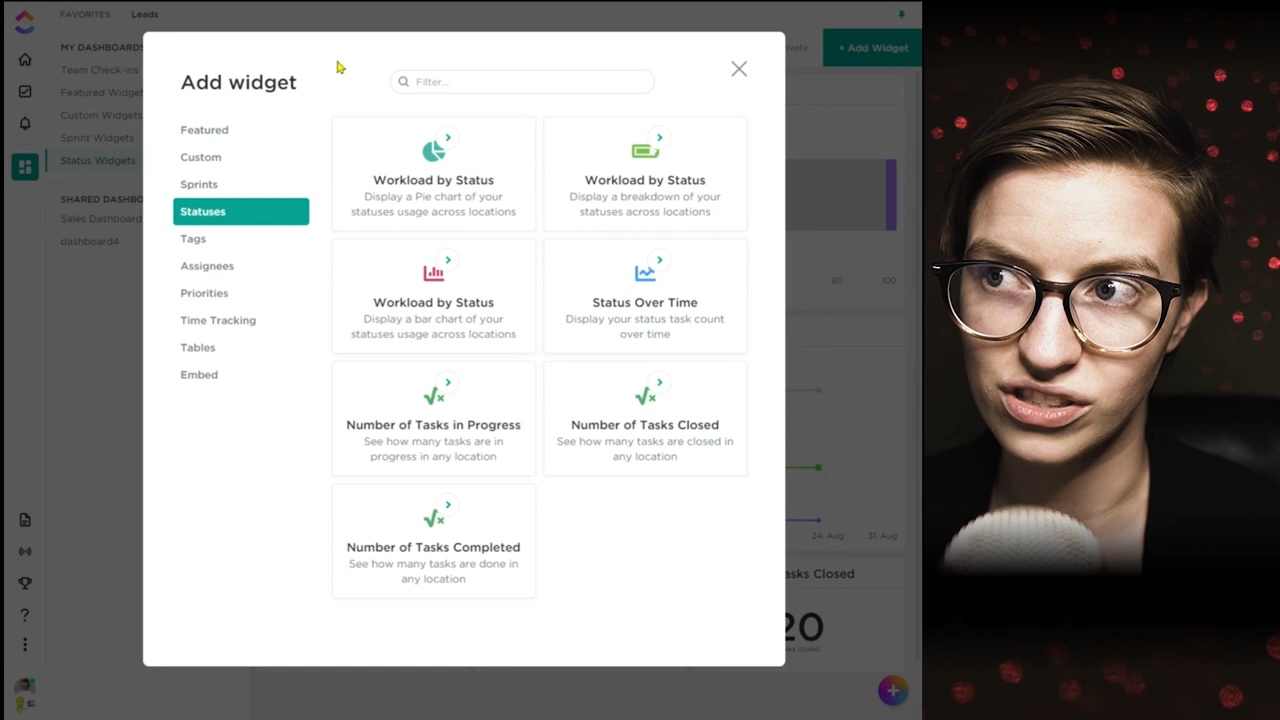 FAVORITES
Leads
MY DASHBOARDS
Team Check-ins
Featured Widget
Custom Widgets
Sprint Widgets
Status Widgets
SHARED DASHBO
Sales Dashboard
dashboard4
ivate
+ Add Widget
Add widget
Filter...
Featured
Custom
Sprints
Statuses
Tags
Assignees
Priorities
Time Tracking
Tables
Embed
Workload by Status
Display a Pie chart of your
statuses usage across locations
Workload by Status
Display a breakdown of your
statuses across locations
Workload by Status
Display a bar chart of your
statuses usage across locations
Status Over Time
Display your status task count
over time
Number of Tasks in Progress
See how many tasks are in
progress in any location
Number of Tasks Closed
See how many tasks are closed in
any location
Number of Tasks Completed
See how many tasks are done in
any location
80
100
24. Aug
31. Aug
asks Closed
20
sks closed